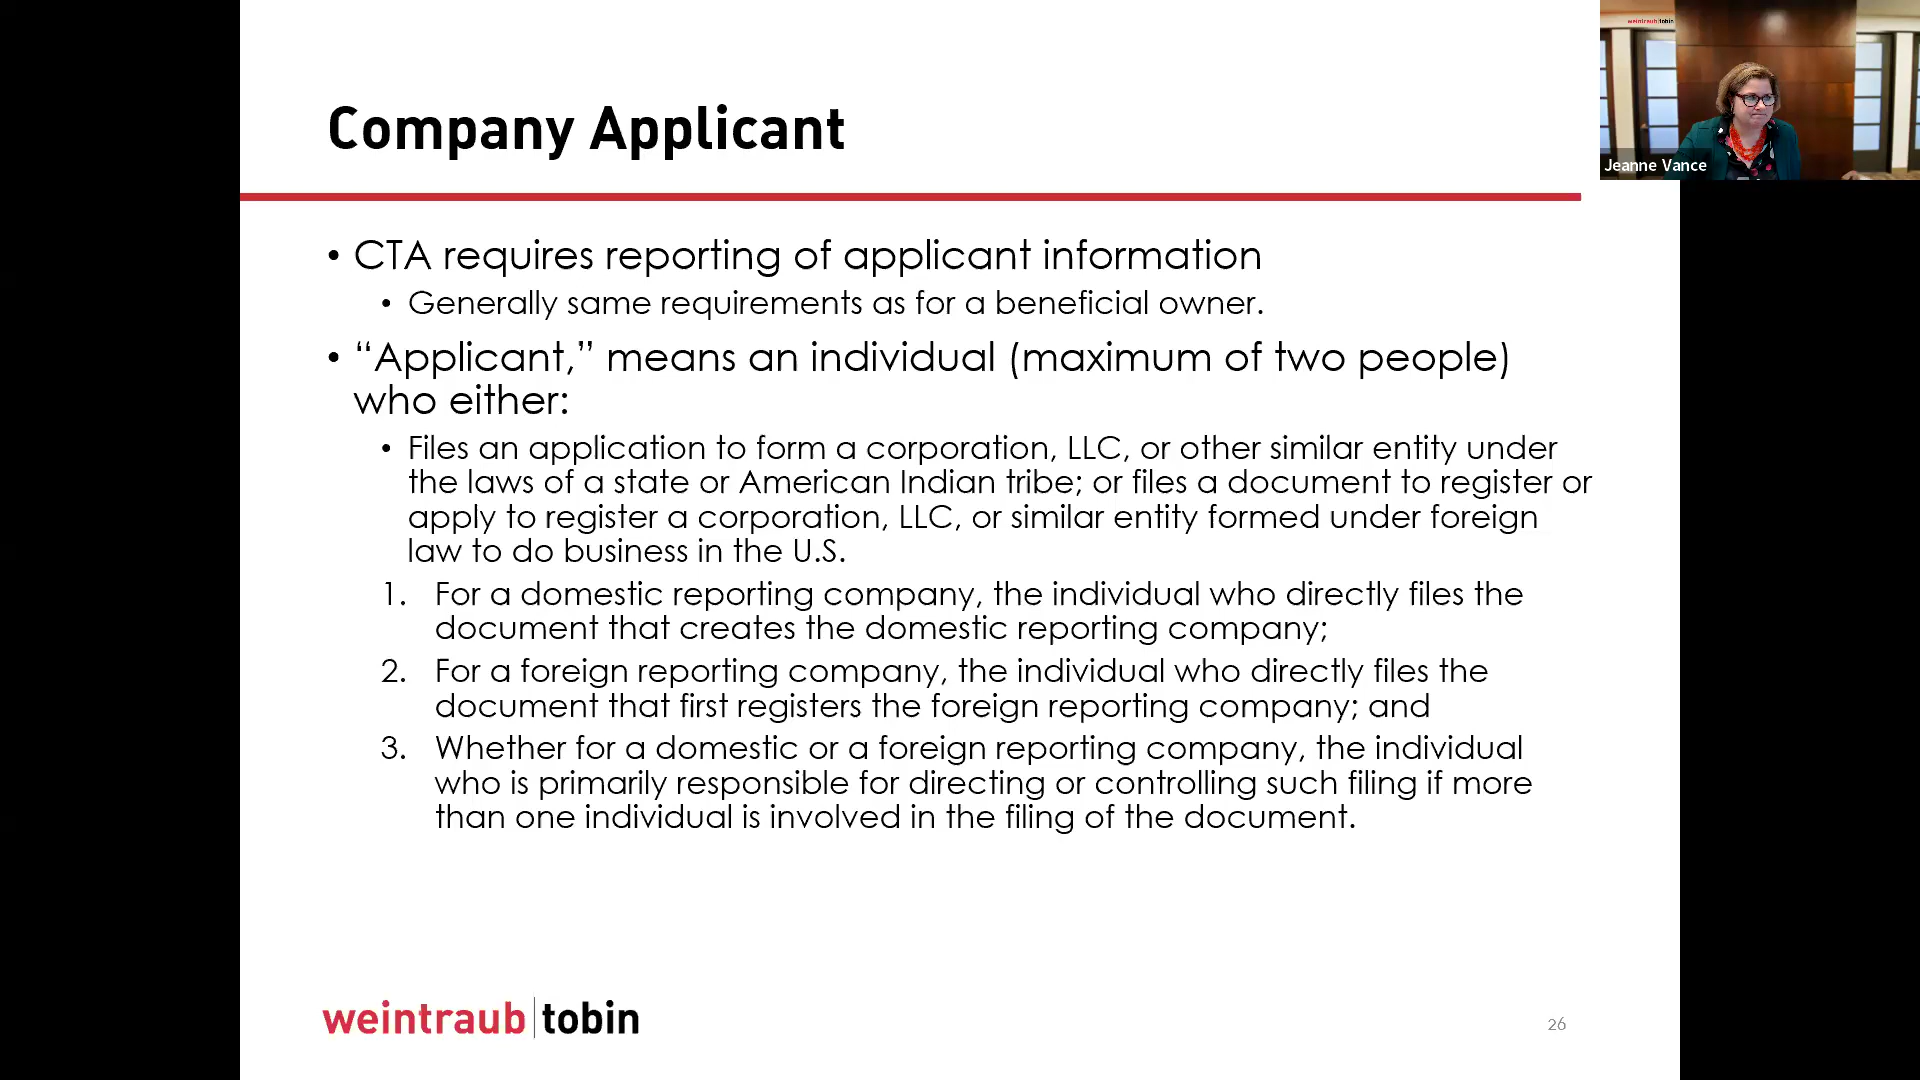 Company Applicant
• CTA requires reporting of applicant information
• Generally same requirements as for a beneficial owner.
• “Applicant,” means an individual (maximum of two people)
who either:
• Files an application to form a corporation, LLC, or other similar entity under
the laws of a state or American Indian tribe; or files a document to register or
apply to register a corporation, LLC, or similar entity formed under foreign
law to do business in the U.S.
1. For a domestic reporting company, the individual who directly files the
document that creates the domestic reporting company;
2. For a foreign reporting company, the individual who directly files the
document that first registers the foreign reporting company; and
3. Whether for a domestic or a foreign reporting company, the individual
who is primarily responsible for directing or controlling such filing if more
than one individual is involved in the filing of the document.
weintraub|tobin
26
weintraub|tobin
Jeanne Vance